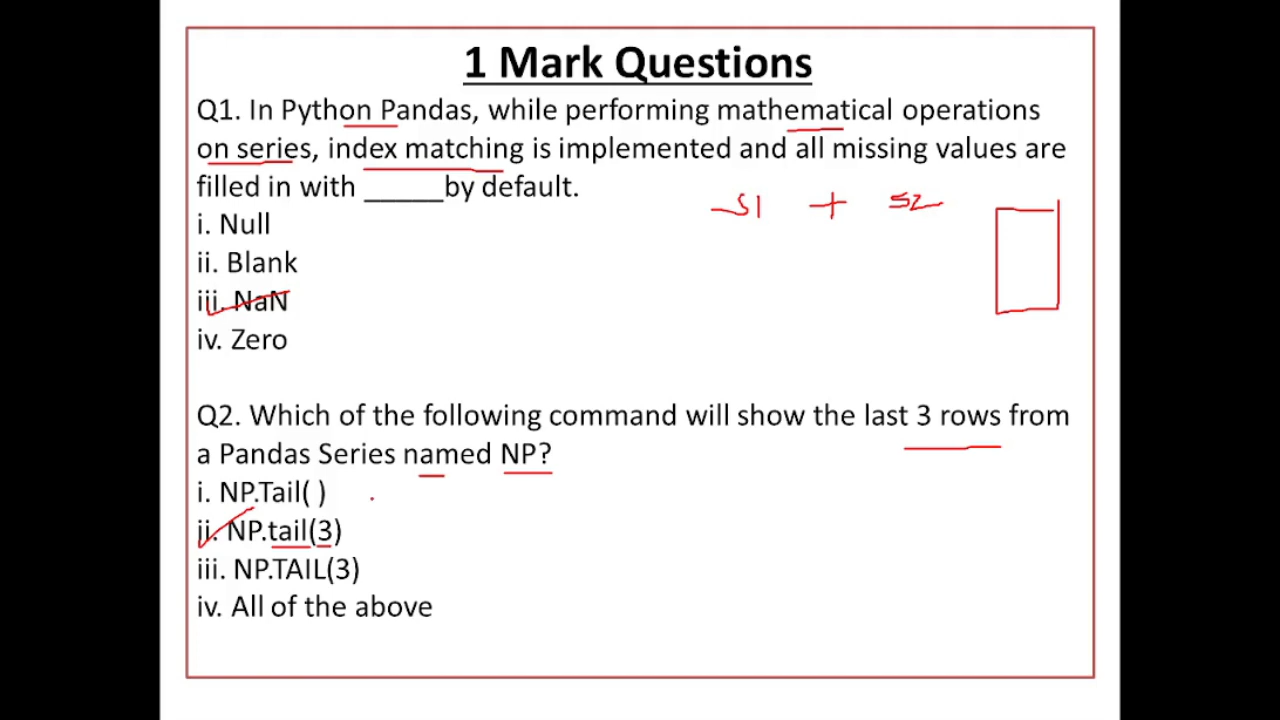 1 Mark Questions
Q1. In Python Pandas, while performing mathematical operations
on series, index matching is implemented and all missing values are
filled in with _____by default.
S1 + S2
i. Null
ii. Blank
iii. NaN
iv. Zero
Q2. Which of the following command will show the last 3 rows from
a Pandas Series named NP?
i. NP.Tail( )
ii. NP.tail(3)
iii. NP.TAIL(3)
iv. All of the above